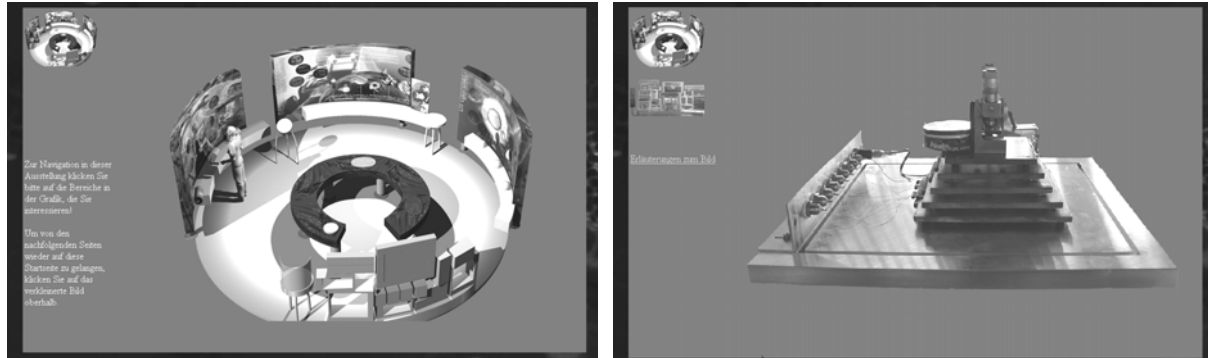 Zur Navigation in dieser
Ausstellung klicken Sie
bitte auf die Bereiche in
der Grafik, die Sie
interessieren!
Um von den
nachfolgenden Seiten
wieder auf diese
Startseite zu gelangen,
klicken Sie auf das
verkleinerte Bild
oberhalb.
Erläuterungen zum Bild